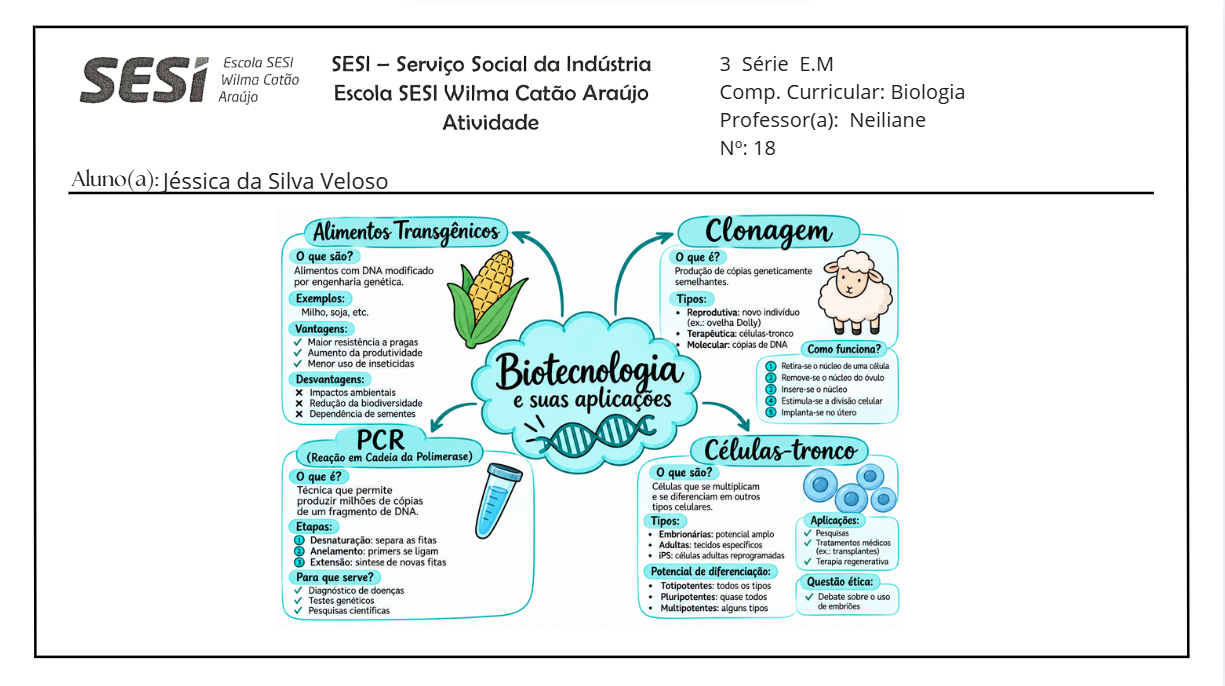 SESI
Escola SESI
Wilma Catão
Araújo
SESI – Serviço Social da Indústria
Escola SESI Wilma Catão Araújo
Atividade
3 Série E.M
Comp. Curricular: Biologia
Professor(a): Neiliane
Nº: 18
Aluno(a): Jéssica da Silva Veloso
Alimentos Transgênicos
O que são?
Alimentos com DNA modificado
por engenharia genética.
Exemplos:
Milho, soja, etc.
Vantagens:
✓ Maior resistência a pragas
✓ Aumento da produtividade
✓ Menor uso de inseticidas
Desvantagens:
✗ Impactos ambientais
✗ Redução da biodiversidade
✗ Dependência de sementes
Clonagem
O que é?
Produção de cópias geneticamente
semelhantes.
Tipos:
• Reprodutiva: novo indivíduo
(ex.: ovelha Dolly)
• Terapêutica: células-tronco
• Molecular: cópias de DNA
Como funciona?
1 Retira-se o núcleo de uma célula
2 Remove-se o núcleo do óvulo
3 Insere-se o núcleo
4 Estimula-se a divisão celular
5 Implanta-se no útero
Biotecnologia
e suas aplicações
PCR
(Reação em Cadeia da Polimerase)
O que é?
Técnica que permite
produzir milhões de cópias
de um fragmento de DNA.
Etapas:
1 Desnaturação: separa as fitas
2 Anelamento: primers se ligam
3 Extensão: síntese de novas fitas
Para que serve?
✓ Diagnóstico de doenças
✓ Testes genéticos
✓ Pesquisas científicas
Células-tronco
O que são?
Células que se multiplicam
e se diferenciam em outros
tipos celulares.
Tipos:
• Embrionárias: potencial amplo
• Adultas: tecidos específicos
• iPS: células adultas reprogramadas
Potencial de diferenciação:
• Totipotentes: todos os tipos
• Pluripotentes: quase todos
• Multipotentes: alguns tipos
Aplicações:
✓ Pesquisas
✓ Tratamentos médicos
(ex.: transplantes)
✓ Terapia regenerativa
Questão ética:
✓ Debate sobre o uso
de embriões